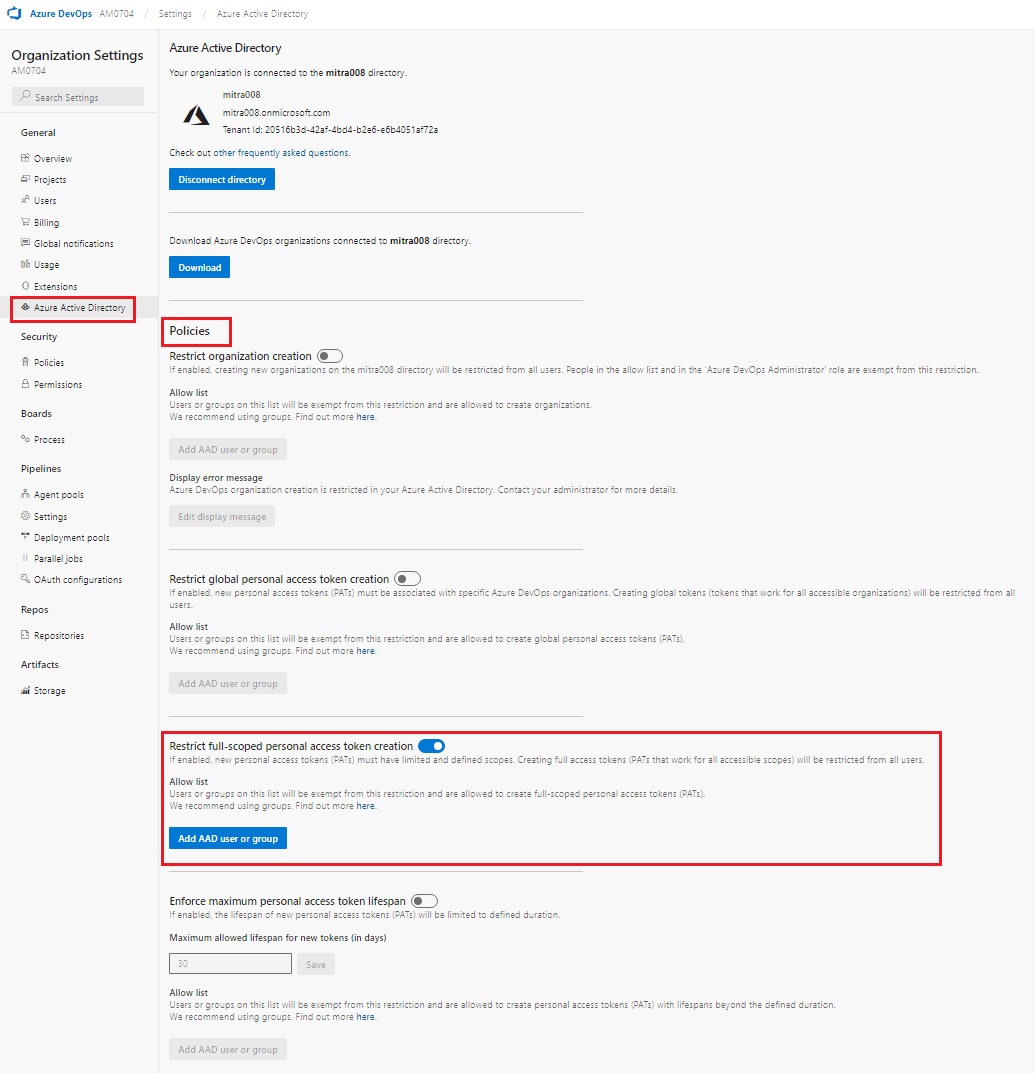 Azure DevOps AM0704 / Settings / Azure Active Directory
Organization Settings
AM0704
Search Settings
General
Overview
Projects
Users
Billing
Global notifications
Usage
Extensions
Azure Active Directory
Security
Policies
Permissions
Boards
Process
Pipelines
Agent pools
Settings
Deployment pools
Parallel jobs
OAuth configurations
Repos
Repositories
Artifacts
Storage
Azure Active Directory
Your organization is connected to the mitra008 directory.
mitra008
mitra008.onmicrosoft.com
Tenant Id: 20516b3d-42af-4bd4-b2e6-e6b4051af72a
Check out other frequently asked questions.
Disconnect directory
Download Azure DevOps organizations connected to mitra008 directory.
Download
Policies
Restrict organization creation
If enabled, creating new organizations on the mitra008 directory will be restricted from all users. People in the allow list and in the 'Azure DevOps Administrator' role are exempt from this restriction.
Allow list
Users or groups on this list will be exempt from this restriction and are allowed to create organizations.
We recommend using groups. Find out more here.
Add AAD user or group
Display error message
Azure DevOps organization creation is restricted in your Azure Active Directory. Contact your administrator for more details.
Edit display message
Restrict global personal access token creation
If enabled, new personal access tokens (PATs) must be associated with specific Azure DevOps organizations. Creating global tokens (tokens that work for all accessible organizations) will be restricted from all
users.
Allow list
Users or groups on this list will be exempt from this restriction and are allowed to create global personal access tokens (PATs).
We recommend using groups. Find out more here.
Add AAD user or group
Restrict full-scoped personal access token creation
If enabled, new personal access tokens (PATs) must have limited and defined scopes. Creating full access tokens (PATs that work for all accessible scopes) will be restricted from all users.
Allow list
Users or groups on this list will be exempt from this restriction and are allowed to create full-scoped personal access tokens (PATs).
We recommend using groups. Find out more here.
Add AAD user or group
Enforce maximum personal access token lifespan
If enabled, the lifespan of new personal access tokens (PATs) will be limited to defined duration.
Maximum allowed lifespan for new tokens (in days)
30 Save
Allow list
Users or groups on this list will be exempt from this restriction and are allowed to create personal access tokens (PATs) with lifespans beyond the defined duration.
We recommend using groups. Find out more here.
Add AAD user or group